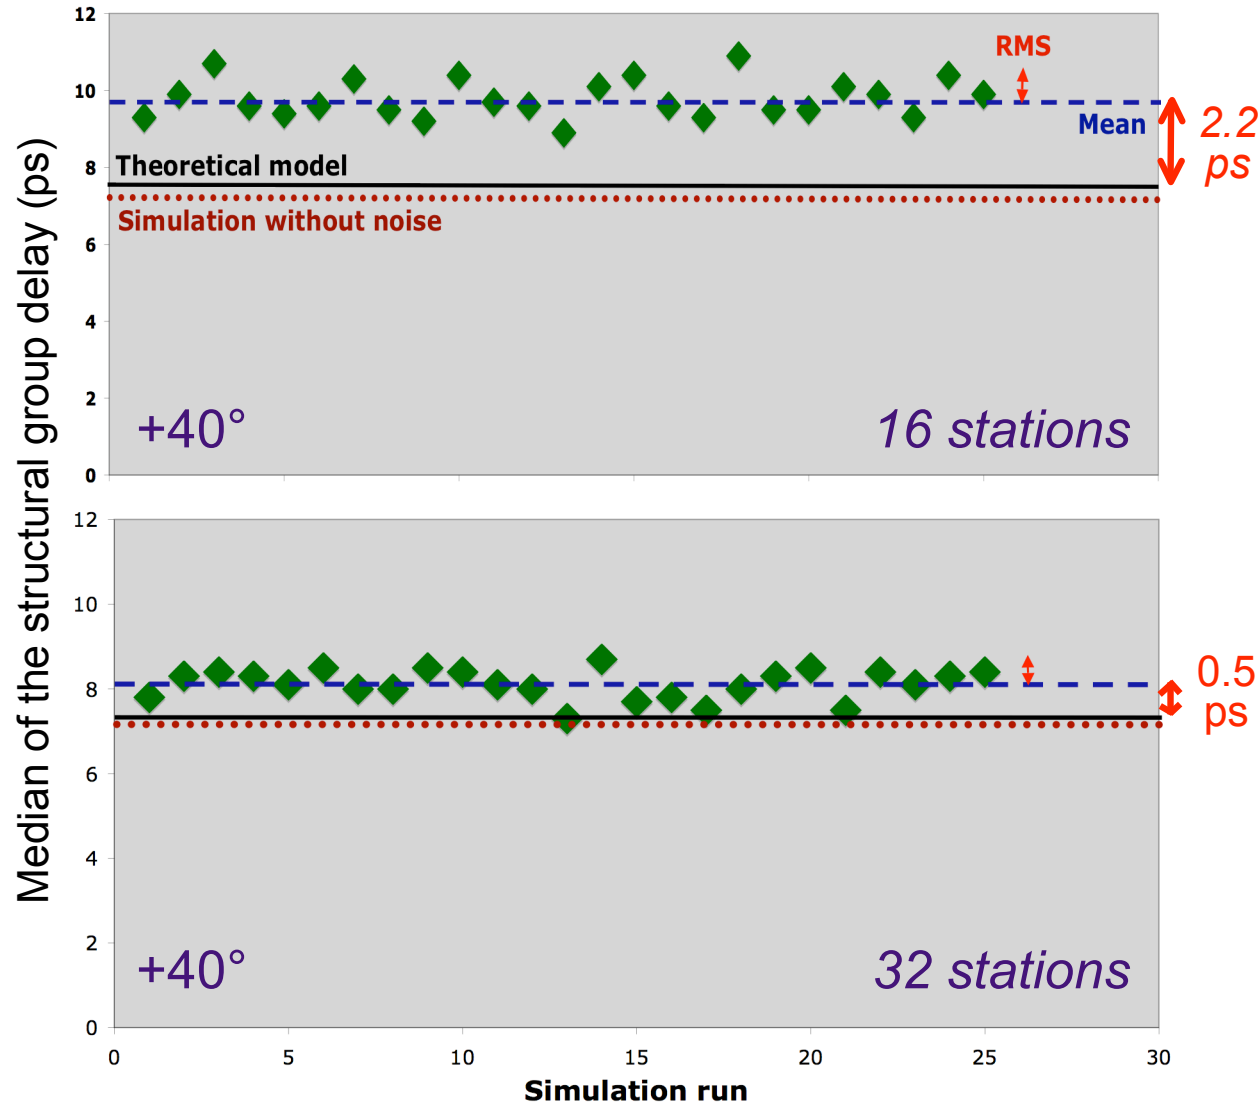 Median of the structural group delay (ps)
12
10
8
6
4
2
0
RMS
Mean
2.2
ps
Theoretical model
Simulation without noise
+40°
16 stations
12
10
8
6
4
2
0
0.5
ps
+40°
32 stations
0 5 10 15 20 25 30
Simulation run